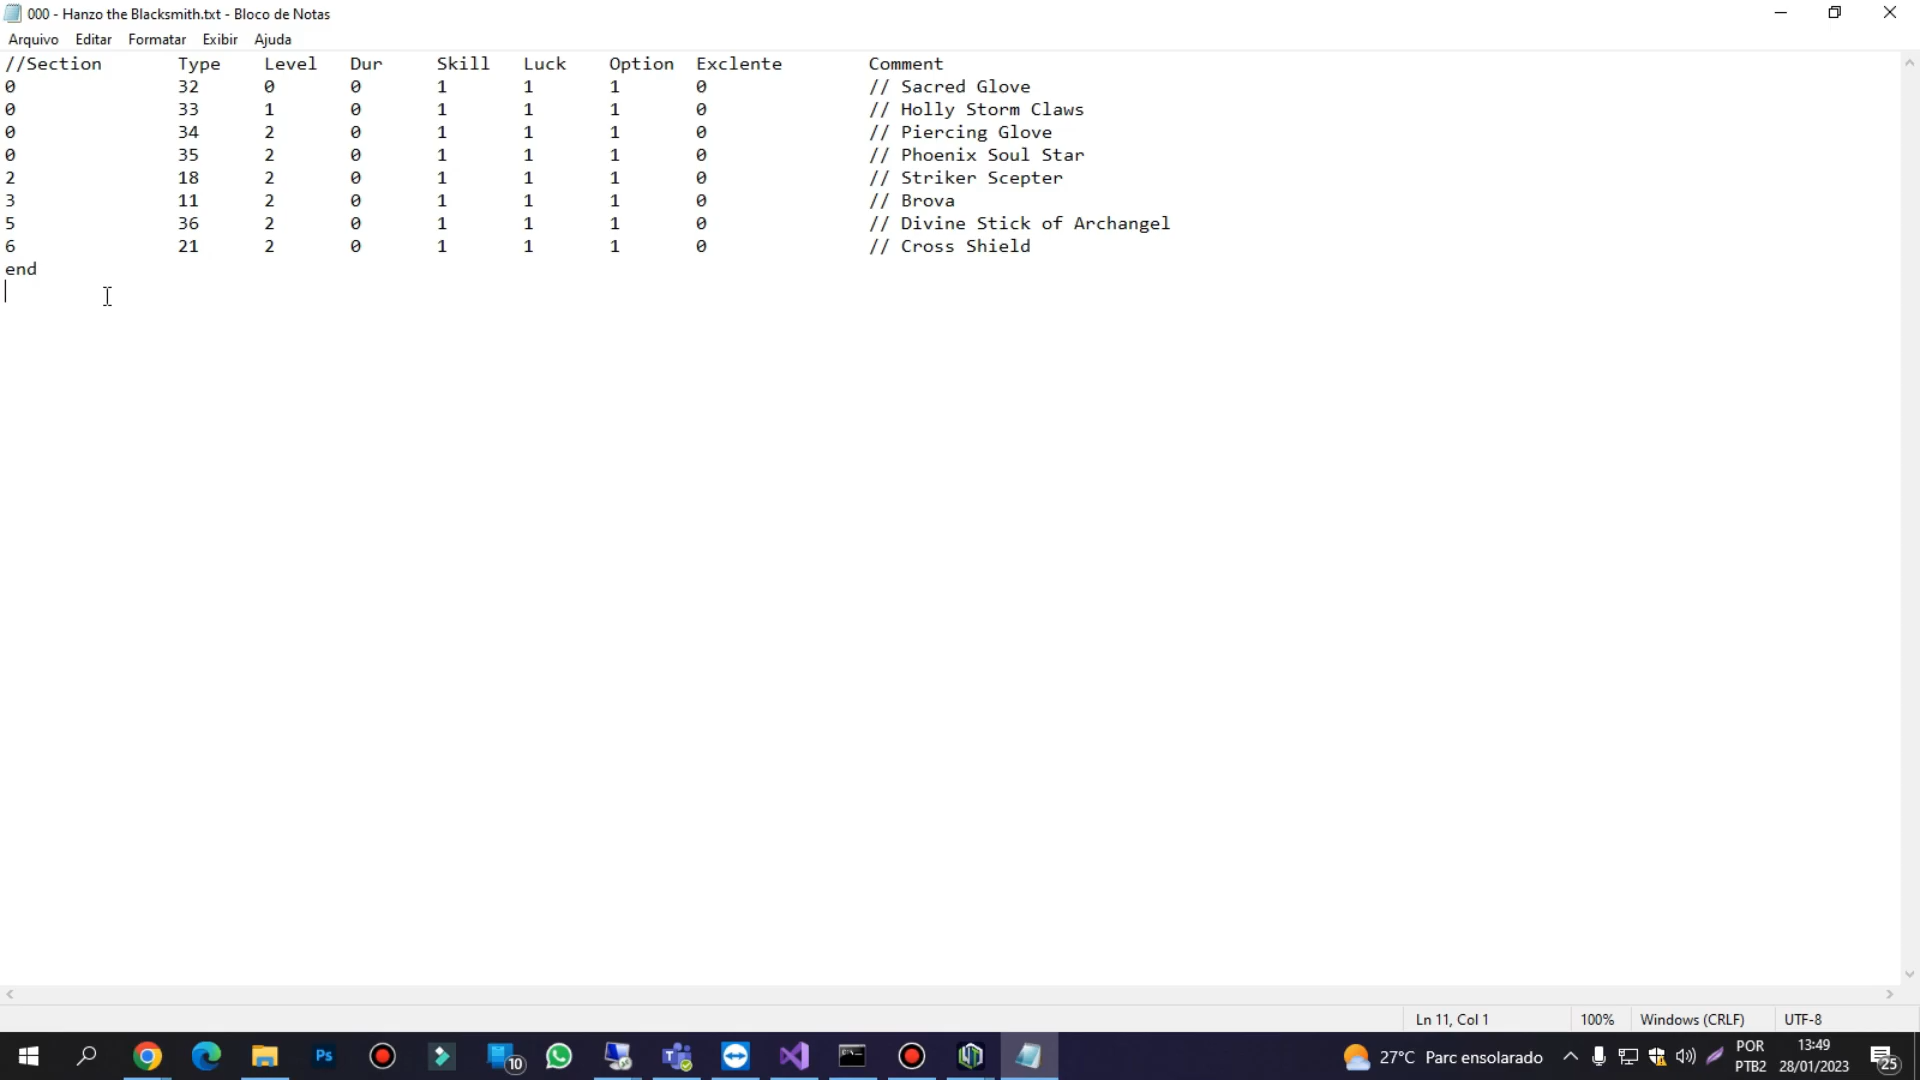 000 - Hanzo the Blacksmith.txt - Bloco de Notas
Arquivo Editar Formatar Exibir Ajuda
//Section Type Level Dur Skill Luck Option Exclente Comment
0 32 0 0 1 1 1 0 // Sacred Glove
0 33 1 0 1 1 1 0 // Holly Storm Claws
0 34 2 0 1 1 1 0 // Piercing Glove
0 35 2 0 1 1 1 0 // Phoenix Soul Star
2 18 2 0 1 1 1 0 // Striker Scepter
3 11 2 0 1 1 1 0 // Brova
5 36 2 0 1 1 1 0 // Divine Stick of Archangel
6 21 2 0 1 1 1 0 // Cross Shield
end
Ln 11, Col 1 100% Windows (CRLF) UTF-8
Ps 10 27°C Parc ensolarado POR 13:49
PTB2 28/01/2023 25